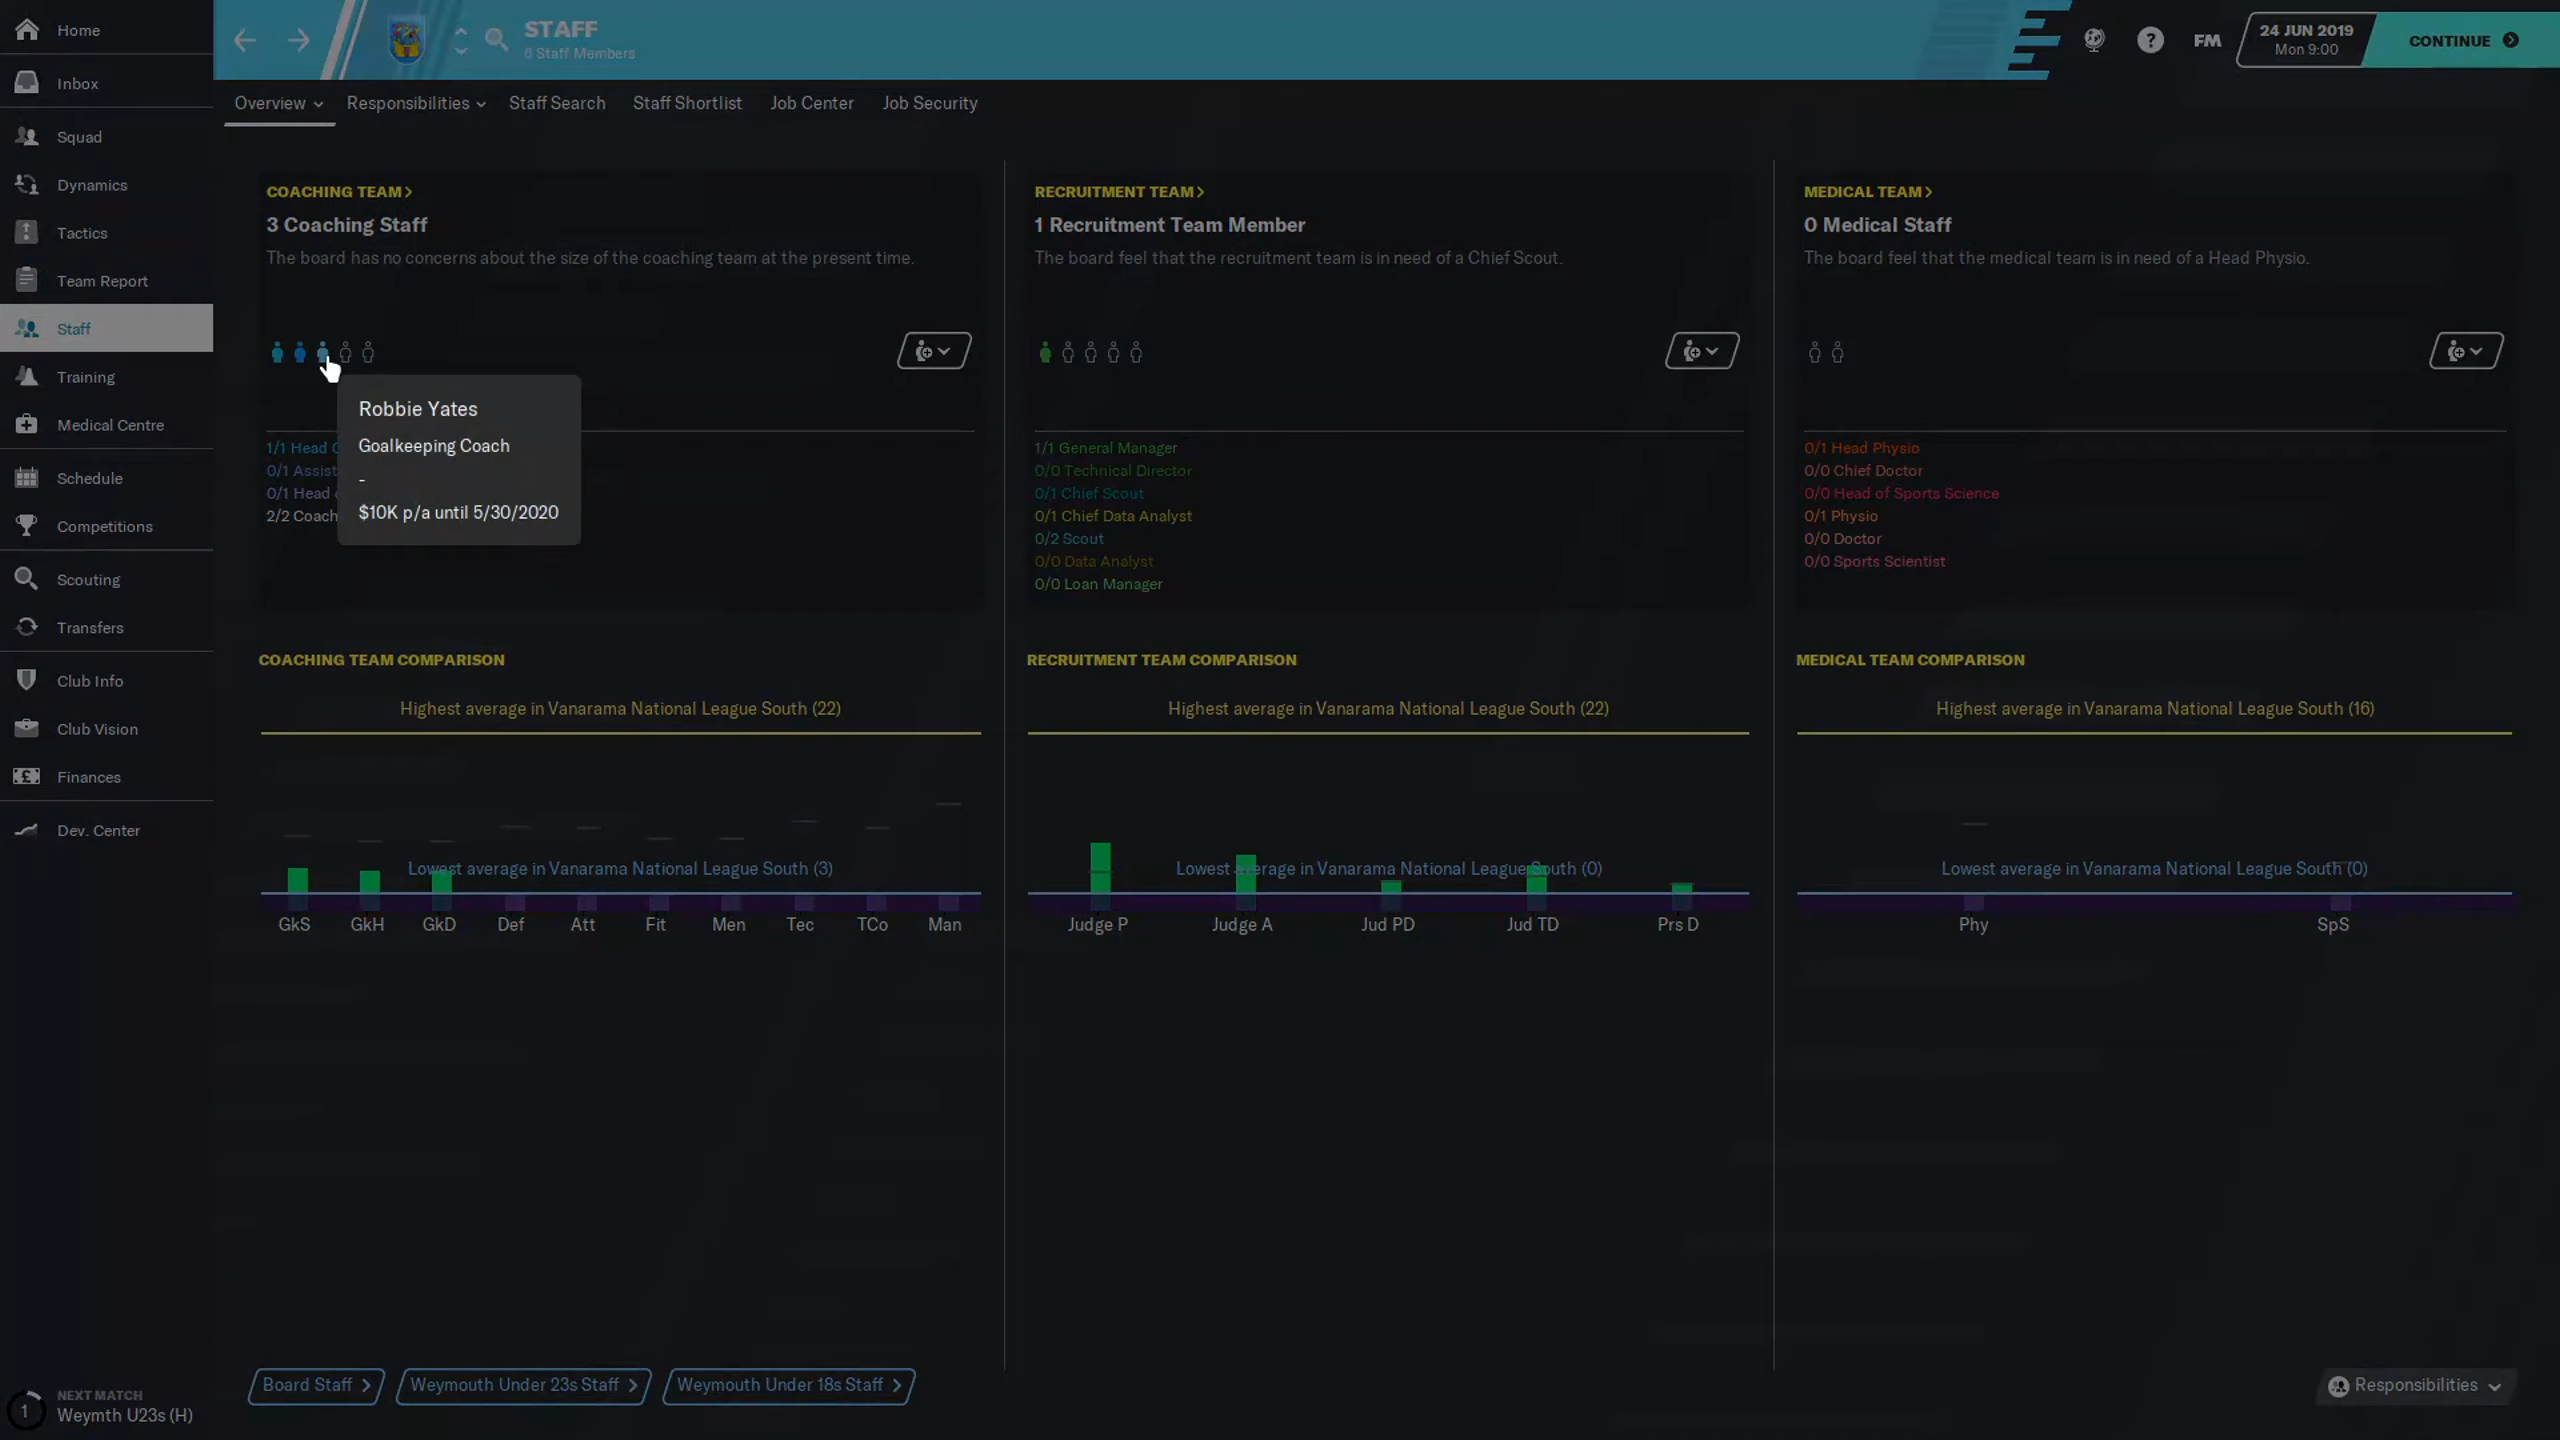 Home
Inbox
Squad
Dynamics
Tactics
Team Report
Staff
Training
Medical Centre
Schedule
Competitions
Scouting
Transfers
Club Info
Club Vision
Finances
Dev. Center
1
NEXT MATCH
Weymth U23s (H)
STAFF
6 Staff Members
FM
24 JUN 2019
Mon 9:00
CONTINUE
Overview
Responsibilities
Staff Search
Staff Shortlist
Job Center
Job Security
COACHING TEAM
3 Coaching Staff
The board has no concerns about the size of the coaching team at the present time.
1/1 Head
0/1 Assist
0/1 Head
2/2 Coach
Robbie Yates
Goalkeeping Coach
-
$10K p/a until 5/30/2020
RECRUITMENT TEAM
1 Recruitment Team Member
The board feel that the recruitment team is in need of a Chief Scout.
1/1 General Manager
0/0 Technical Director
0/1 Chief Scout
0/1 Chief Data Analyst
0/2 Scout
0/0 Data Analyst
0/0 Loan Manager
MEDICAL TEAM
0 Medical Staff
The board feel that the medical team is in need of a Head Physio.
0/1 Head Physio
0/0 Chief Doctor
0/0 Head of Sports Science
0/1 Physio
0/0 Doctor
0/0 Sports Scientist
COACHING TEAM COMPARISON
Highest average in Vanarama National League South (22)
Lowest average in Vanarama National League South (3)
GkS GkH GkD Def Att Fit Men Tec TCo Man
RECRUITMENT TEAM COMPARISON
Highest average in Vanarama National League South (22)
Lowest average in Vanarama National League South (0)
Judge P Judge A Jud PD Jud TD Prs D
MEDICAL TEAM COMPARISON
Highest average in Vanarama National League South (16)
Lowest average in Vanarama National League South (0)
Phy SpS
Board Staff
Weymouth Under 23s Staff
Weymouth Under 18s Staff
Responsibilities